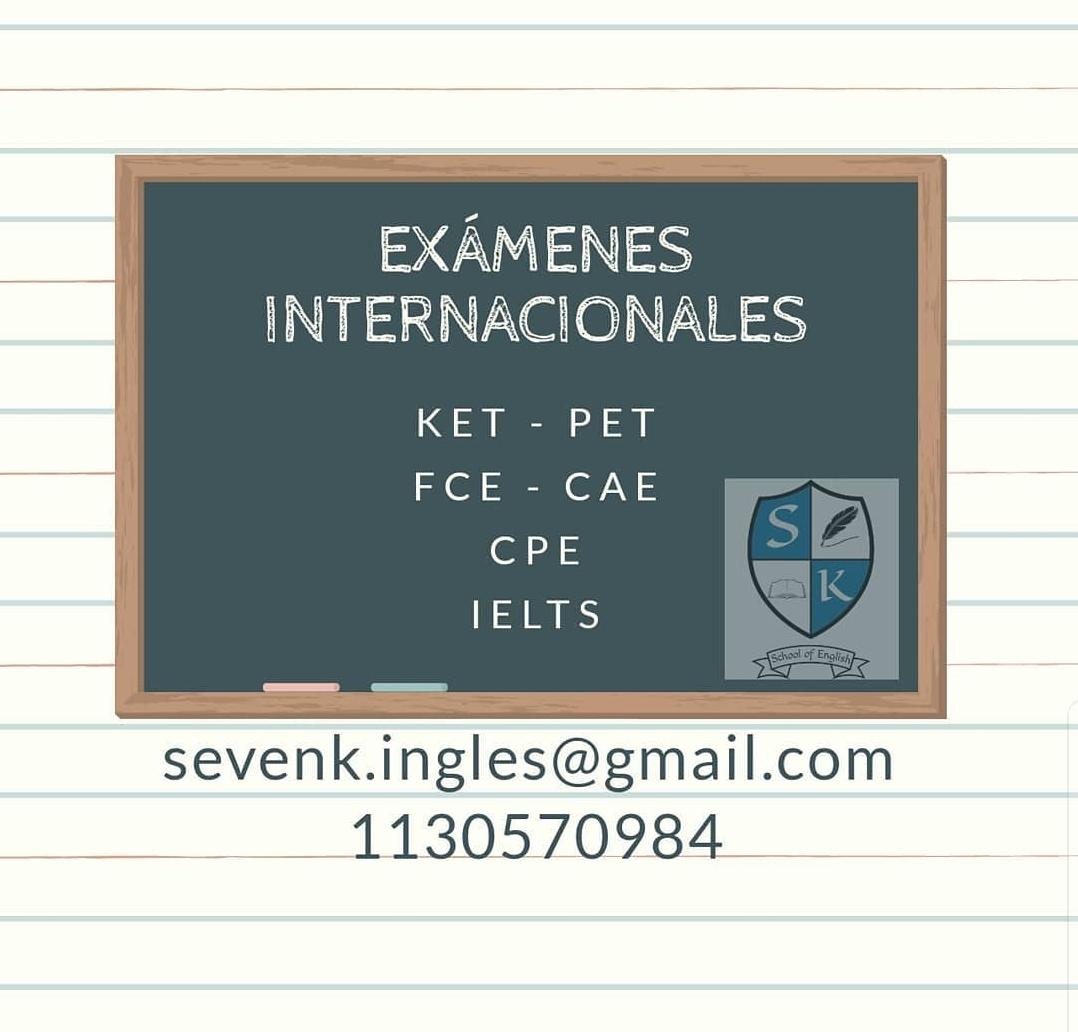 EXÁMENES
INTERNACIONALES
KET - PET
FCE - CAE
CPE
IELTS
S
K
School of English
sevenk.ingles@gmail.com
1130570984